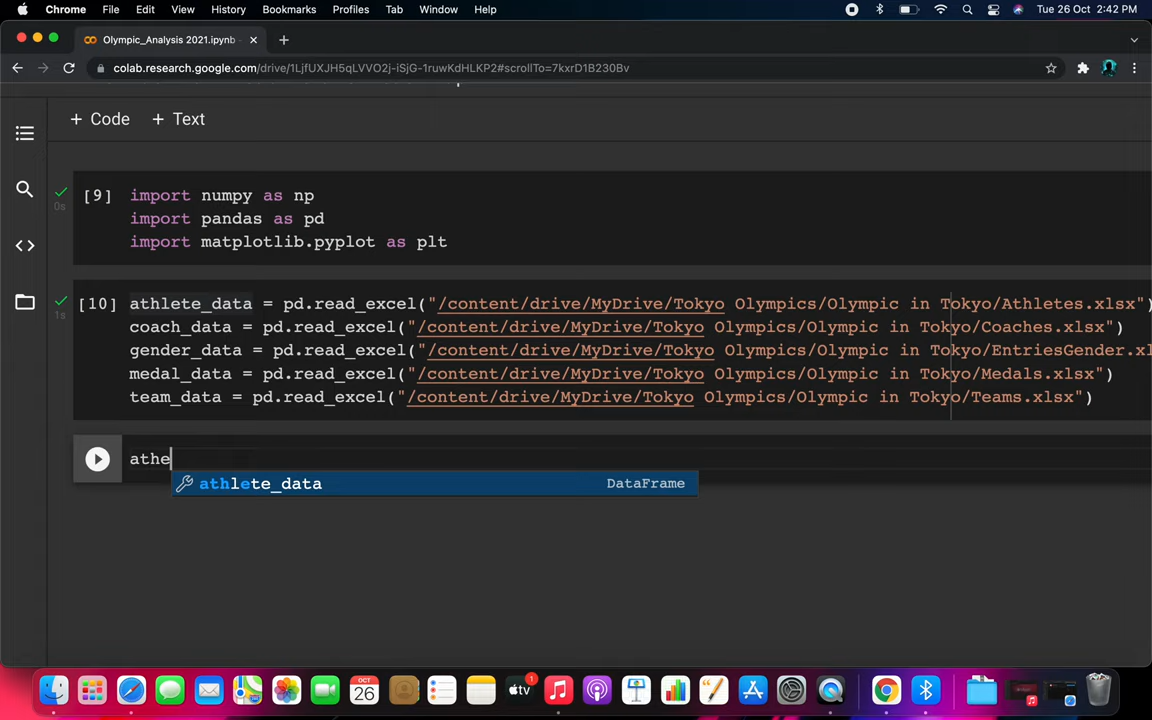 Chrome File Edit View History Bookmarks Profiles Tab Window Help Tue 26 Oct 2:42 PM
Olympic_Analysis 2021.ipynb -
colab.research.google.com/drive/1LjfUXJH5qLVVO2j-iSjG-1ruwKdHLKP2#scrollTo=7kxrD1B230Bv
+ Code + Text
[9] import numpy as np
0s
import pandas as pd
import matplotlib.pyplot as plt
[10] athlete_data = pd.read_excel("/content/drive/MyDrive/Tokyo Olympics/Olympic in Tokyo/Athletes.xlsx")
1s
coach_data = pd.read_excel("/content/drive/MyDrive/Tokyo Olympics/Olympic in Tokyo/Coaches.xlsx")
gender_data = pd.read_excel("/content/drive/MyDrive/Tokyo Olympics/Olympic in Tokyo/EntriesGender.xl
medal_data = pd.read_excel("/content/drive/MyDrive/Tokyo Olympics/Olympic in Tokyo/Medals.xlsx")
team_data = pd.read_excel("/content/drive/MyDrive/Tokyo Olympics/Olympic in Tokyo/Teams.xlsx")
athe
athlete_data DataFrame
OCT
26
tv
1